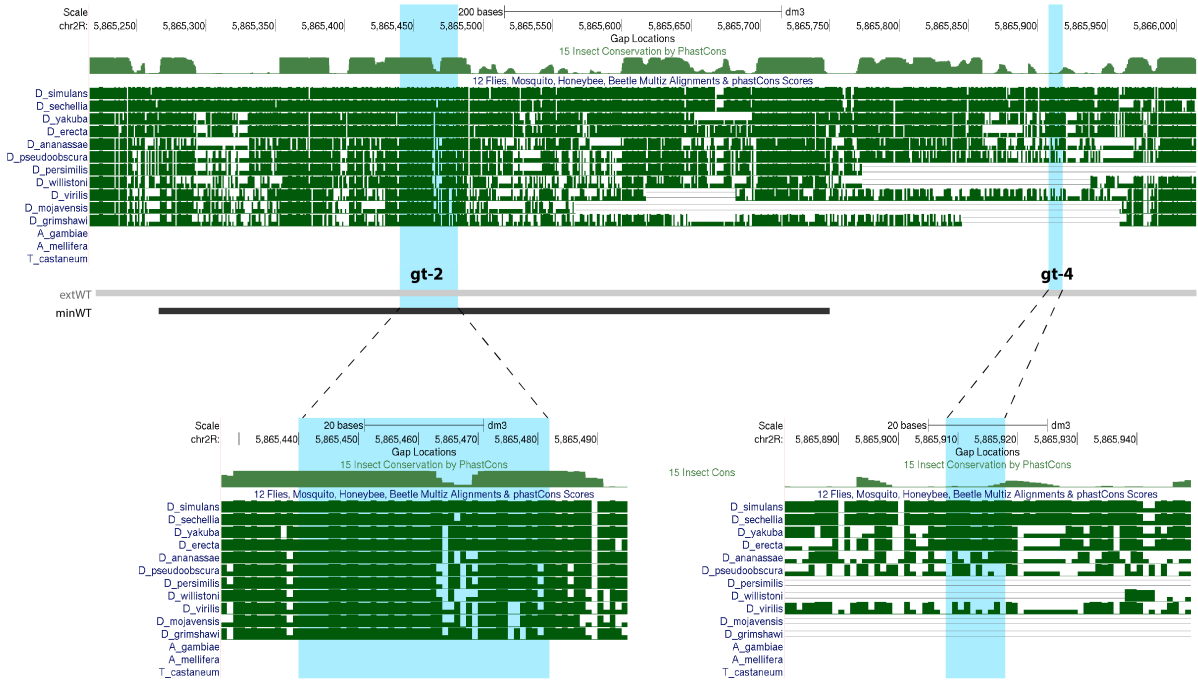 Scale 200 bases dm3
chr2R: 5,865,250 5,865,300 5,865,350 5,865,400 5,865,450 5,865,500 5,865,550 5,865,600 5,865,650 5,865,700 5,865,750 5,865,800 5,865,850 5,865,900 5,865,950 5,866,000
Gap Locations
15 Insect Conservation by PhastCons
12 Flies, Mosquito, Honeybee, Beetle Multiz Alignments & phastCons Scores
D_simulans
D_sechellia
D_yakuba
D_erecta
D_ananassae
D_pseudoobscura
D_persimilis
D_willistoni
D_virilis
D_mojavensis
D_grimshawi
A_gambiae
A_mellifera
T_castaneum
gt-2 gt-4
extWT
minWT
Scale 20 bases dm3
chr2R: 5,865,440 5,865,450 5,865,460 5,865,470 5,865,480 5,865,490
Gap Locations
15 Insect Conservation by PhastCons
12 Flies, Mosquito, Honeybee, Beetle Multiz Alignments & phastCons Scores
D_simulans
D_sechellia
D_yakuba
D_erecta
D_ananassae
D_pseudoobscura
D_persimilis
D_willistoni
D_virilis
D_mojavensis
D_grimshawi
A_gambiae
A_mellifera
T_castaneum
Scale 20 bases dm3
chr2R: 5,865,890 5,865,900 5,865,910 5,865,920 5,865,930 5,865,940
Gap Locations
15 Insect Conservation by PhastCons
15 Insect Cons
12 Flies, Mosquito, Honeybee, Beetle Multiz Alignments & phastCons Scores
D_simulans
D_sechellia
D_yakuba
D_erecta
D_ananassae
D_pseudoobscura
D_persimilis
D_willistoni
D_virilis
D_mojavensis
D_grimshawi
A_gambiae
A_mellifera
T_castaneum